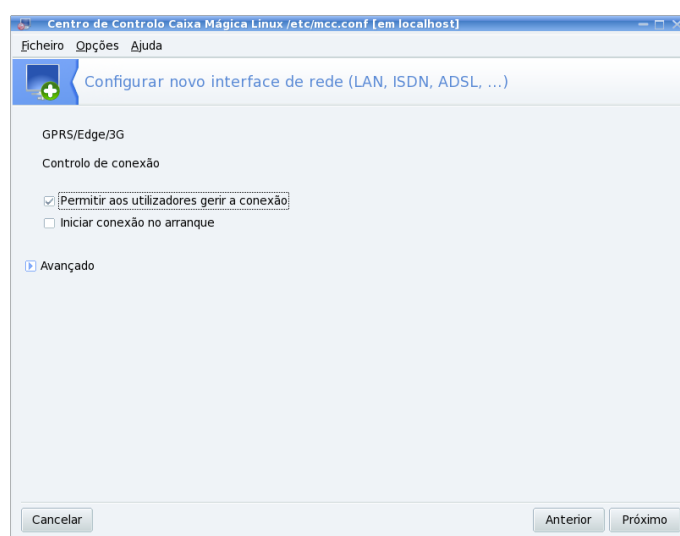 Centro de Controlo Caixa Mágica Linux /etc/mcc.conf [em localhost]
Ficheiro Opções Ajuda
Configurar novo interface de rede (LAN, ISDN, ADSL, ...)
GPRS/Edge/3G
Controlo de conexão
Permitir aos utilizadores gerir a conexão
Iniciar conexão no arranque
Avançado
Cancelar Anterior Próximo